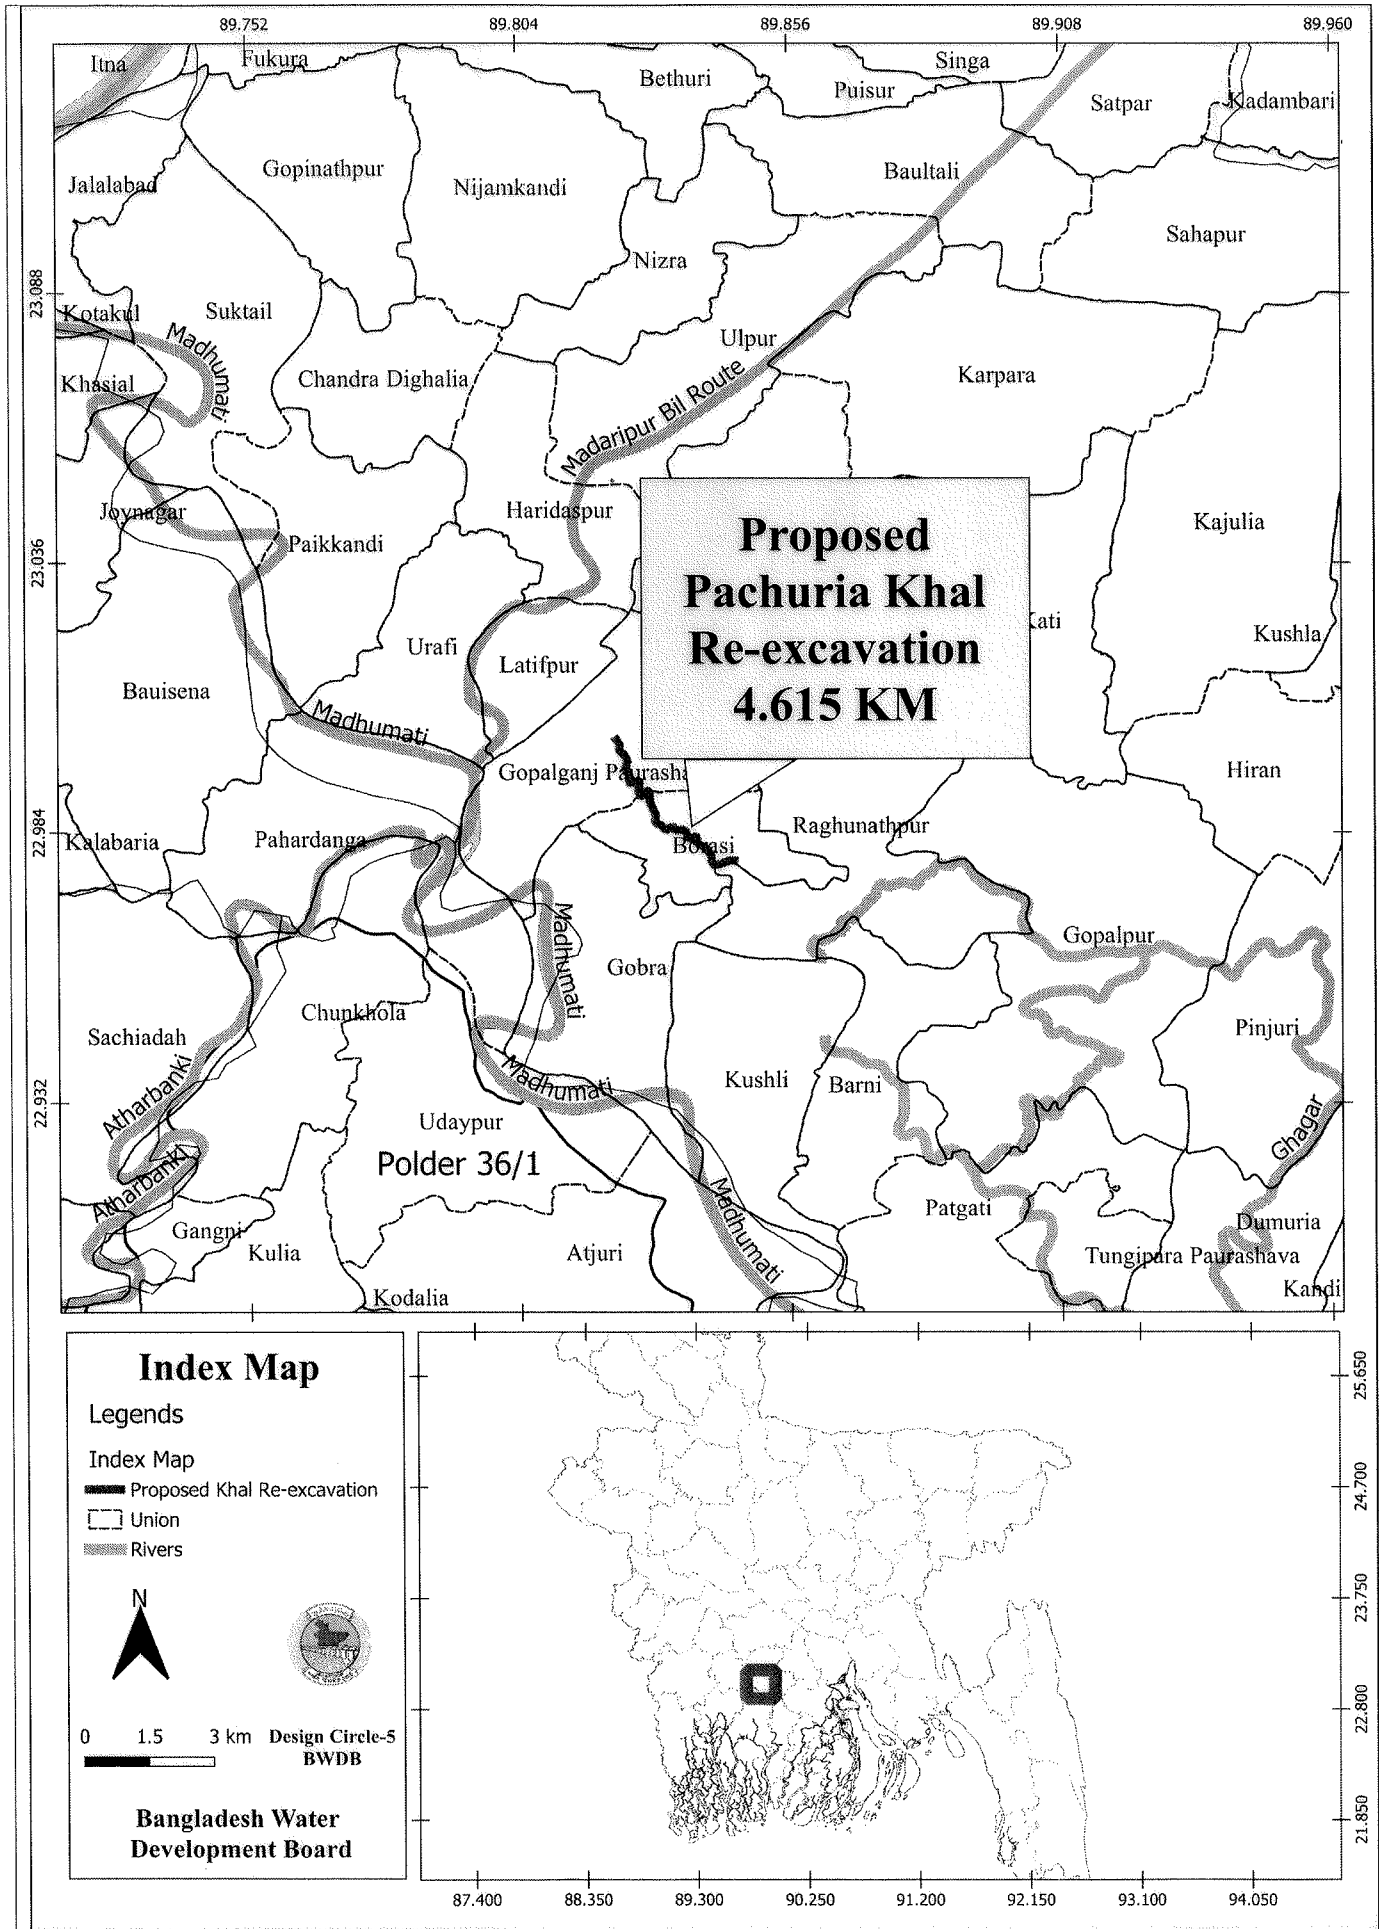 89.752
89.804
89.856
89.908
89.960
Itna
Fukura
Bethuri
Singa
Puisur
Satpar
Kadambari
Jalalabad
Gopinathpur
Nijamkandi
Baultali
Nizra
Sahapur
23.088
Kotakul
Suktail
Madhumati
Ulpur
Khasial
Chandra Dighalia
Karpara
Madaripur Bil Route
Joynagar
Haridaspur
Kajulia
Paikkandi
23.036
Proposed
Pachuria Khal
Re-excavation
4.615 KM
Kati
Kushla
Urafi
Latifpur
Bauisena
Madhumati
Gopalganj Paurasha
Hiran
22.984
Kalabaria
Pahardanga
Raghunathpur
Borasi
Madhumati
Gobra
Gopalpur
Chunkhola
Sachiadah
Pinjuri
Atharbanki
Madhumati
Kushli
Barni
22.932
Udaypur
Ghagar
Polder 36/1
Atharbanki
Madhumati
Patgati
Gangni
Kulia
Atjuri
Dumuria
Tungipara Paurashava
Kandi
Kodalia
Index Map
Legends
Index Map
Proposed Khal Re-excavation
Union
Rivers
N
0 1.5 3 km
Design Circle-5
BWDB
Bangladesh Water
Development Board
25.650
24.700
23.750
22.800
21.850
87.400
88.350
89.300
90.250
91.200
92.150
93.100
94.050